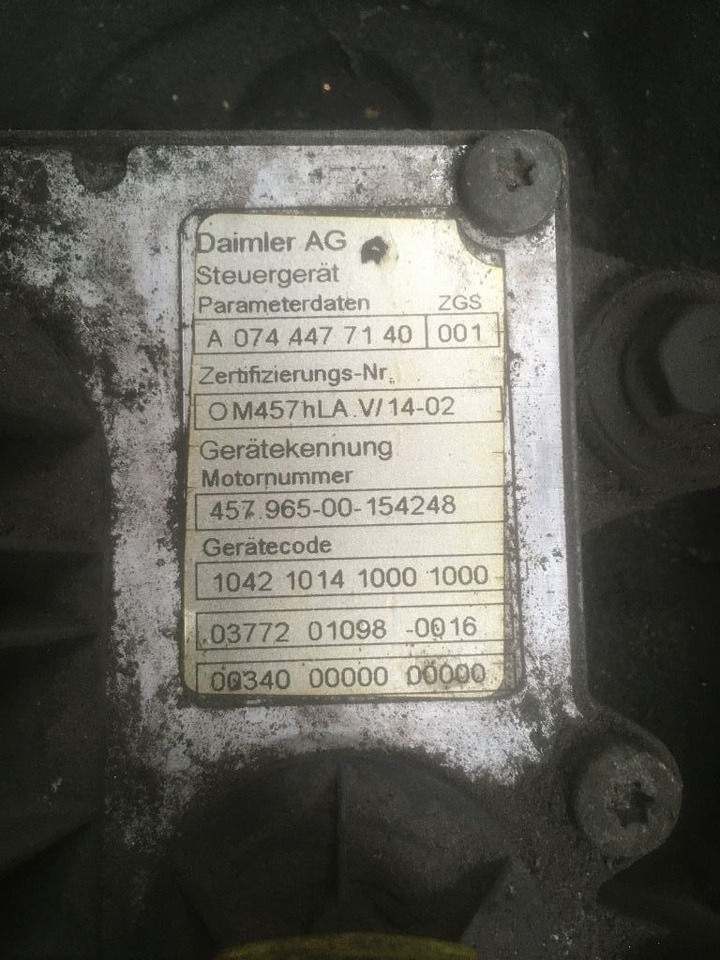 Daimler AG
Steuergerät
Parameterdaten ZGS
A 074 447 71 40 001
Zertifizierungs-Nr.
OM457hLA.V/14-02
Gerätekennung
Motornummer
457.965-00-154248
Gerätecode
1042 1014 1000 1000
.03772 01098 -0016
00340 00000 00000